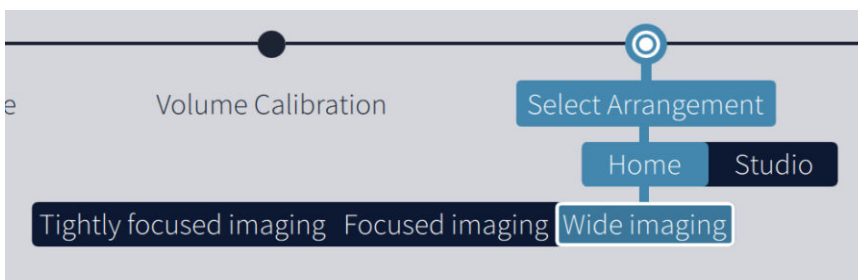 e Volume Calibration Select Arrangement
Home Studio
Tightly focused imaging Focused imaging Wide imaging